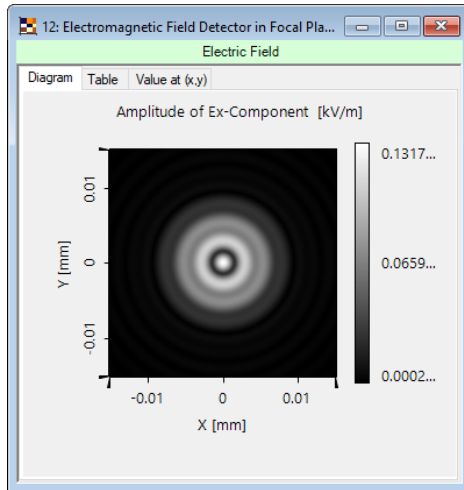 12: Electromagnetic Field Detector in Focal Pla...
Electric Field
Diagram Table Value at (x,y)
Amplitude of Ex-Component [kV/m]
0.1317...
0.0659...
0.0002...
Y [mm]
0.01
0
-0.01
-0.01 0 0.01
X [mm]